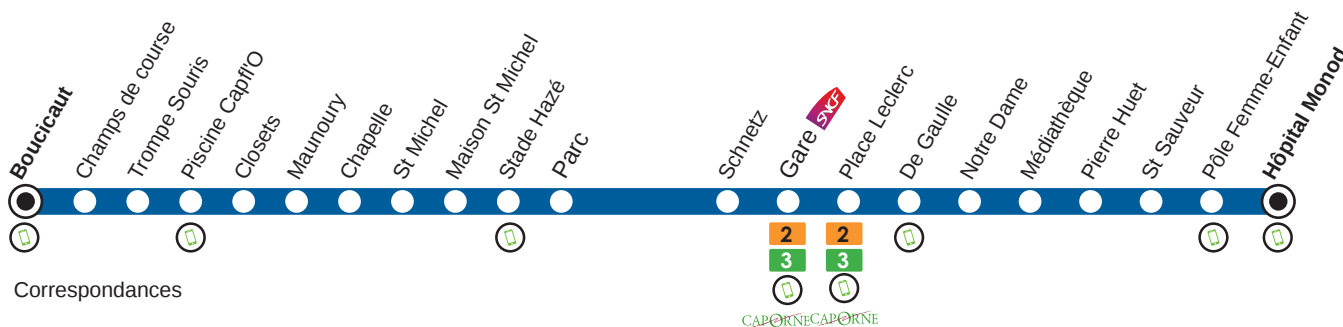 Boucicaut
Champs de course
Trompe Souris
Piscine Capfl'O
Closets
Maunoury
Chapelle
St Michel
Maison St Michel
Stade Hazé
Parc
Schnetz
Gare SNCF
Place Leclerc
De Gaulle
Notre Dame
Médiathèque
Pierre Huet
St Sauveur
Pôle Femme-Enfant
Hôpital Monod
2 2
3 3
Correspondances
CAPORNE CAPORNE